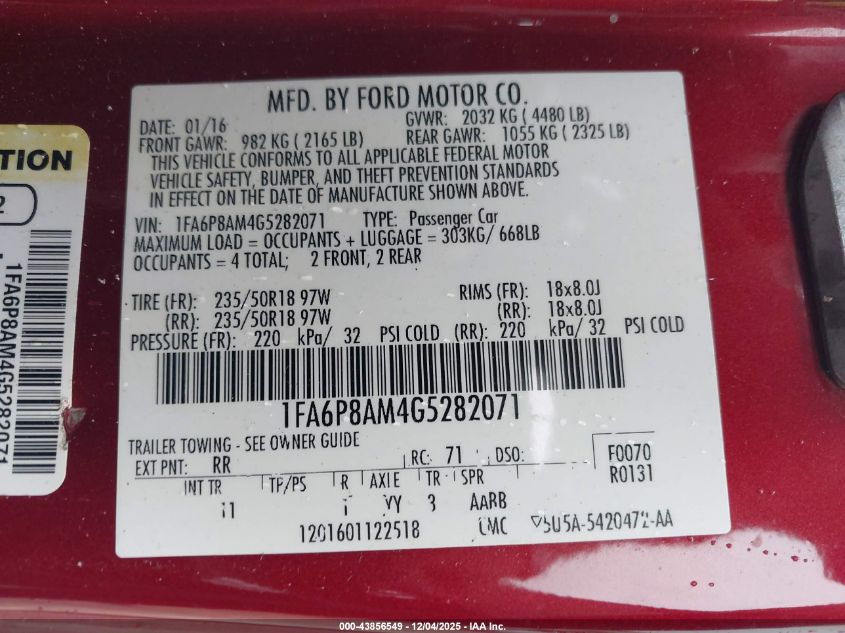 MFD. BY FORD MOTOR CO.
DATE: 01/16 GVWR: 2032 KG ( 4480 LB)
FRONT GAWR: 982 KG ( 2165 LB) REAR GAWR: 1055 KG ( 2325 LB)
THIS VEHICLE CONFORMS TO ALL APPLICABLE FEDERAL MOTOR
VEHICLE SAFETY, BUMPER, AND THEFT PREVENTION STANDARDS
IN EFFECT ON THE DATE OF MANUFACTURE SHOWN ABOVE.
VIN: 1FA6P8AM4G5282071 TYPE: Passenger Car
MAXIMUM LOAD = OCCUPANTS + LUGGAGE = 303KG/ 668LB
OCCUPANTS = 4 TOTAL; 2 FRONT, 2 REAR
TIRE (FR): 235/50R18 97W RIMS (FR): 18x8.0J
(RR): 235/50R18 97W (RR): 18x8.0J
PRESSURE (FR): 220 kPa/ 32 PSI COLD (RR): 220 kPa/ 32 PSI COLD
1FA6P8AM4G5282071
TRAILER TOWING - SEE OWNER GUIDE
EXT PNT: RR RC: 71 DSO: F0070
R0131
INT TR TP/PS R AXLE TR SPR
YY 3 AARB
1201601122518 5U5A-5420472-AA
TION
2
1FA6P8AM4G5282071
000-43856549 - 12/04/2025 - IAA Inc.